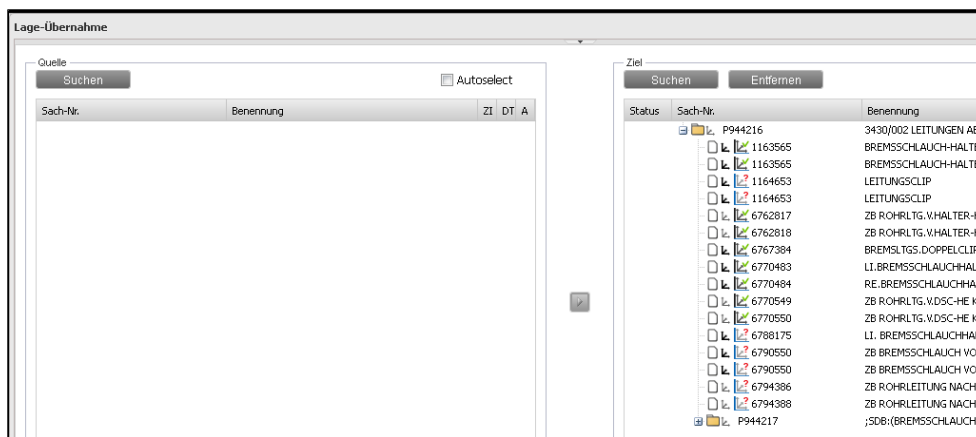 Lage-Übernahme
Quelle
Suchen
Autoselect
Sach-Nr. Benennung ZI DT A
Ziel
Suchen Entfernen
Status Sach-Nr. Benennung
P944216 3430/002 LEITUNGEN AB
1163565 BREMSSCHLAUCH-HALTE
1163565 BREMSSCHLAUCH-HALTE
1164653 LEITUNGSCLIP
1164653 LEITUNGSCLIP
6762817 ZB ROHRLTG.V.HALTER-H
6762818 ZB ROHRLTG.V.HALTER-H
6767384 BREMSLTGS.DOPPELCLIP
6770483 LI.BREMSSCHLAUCHHAL
6770484 RE.BREMSSCHLAUCHHA
6770549 ZB ROHRLTG.V.DSC-HE K
6770550 ZB ROHRLTG.V.DSC-HE K
6788175 LI. BREMSSCHLAUCHHA
6790550 ZB BREMSSCHLAUCH VO
6790550 ZB BREMSSCHLAUCH VO
6794386 ZB ROHRLEITUNG NACH
6794388 ZB ROHRLEITUNG NACH
P944217 ;SDB:(BREMSSCHLAUCH